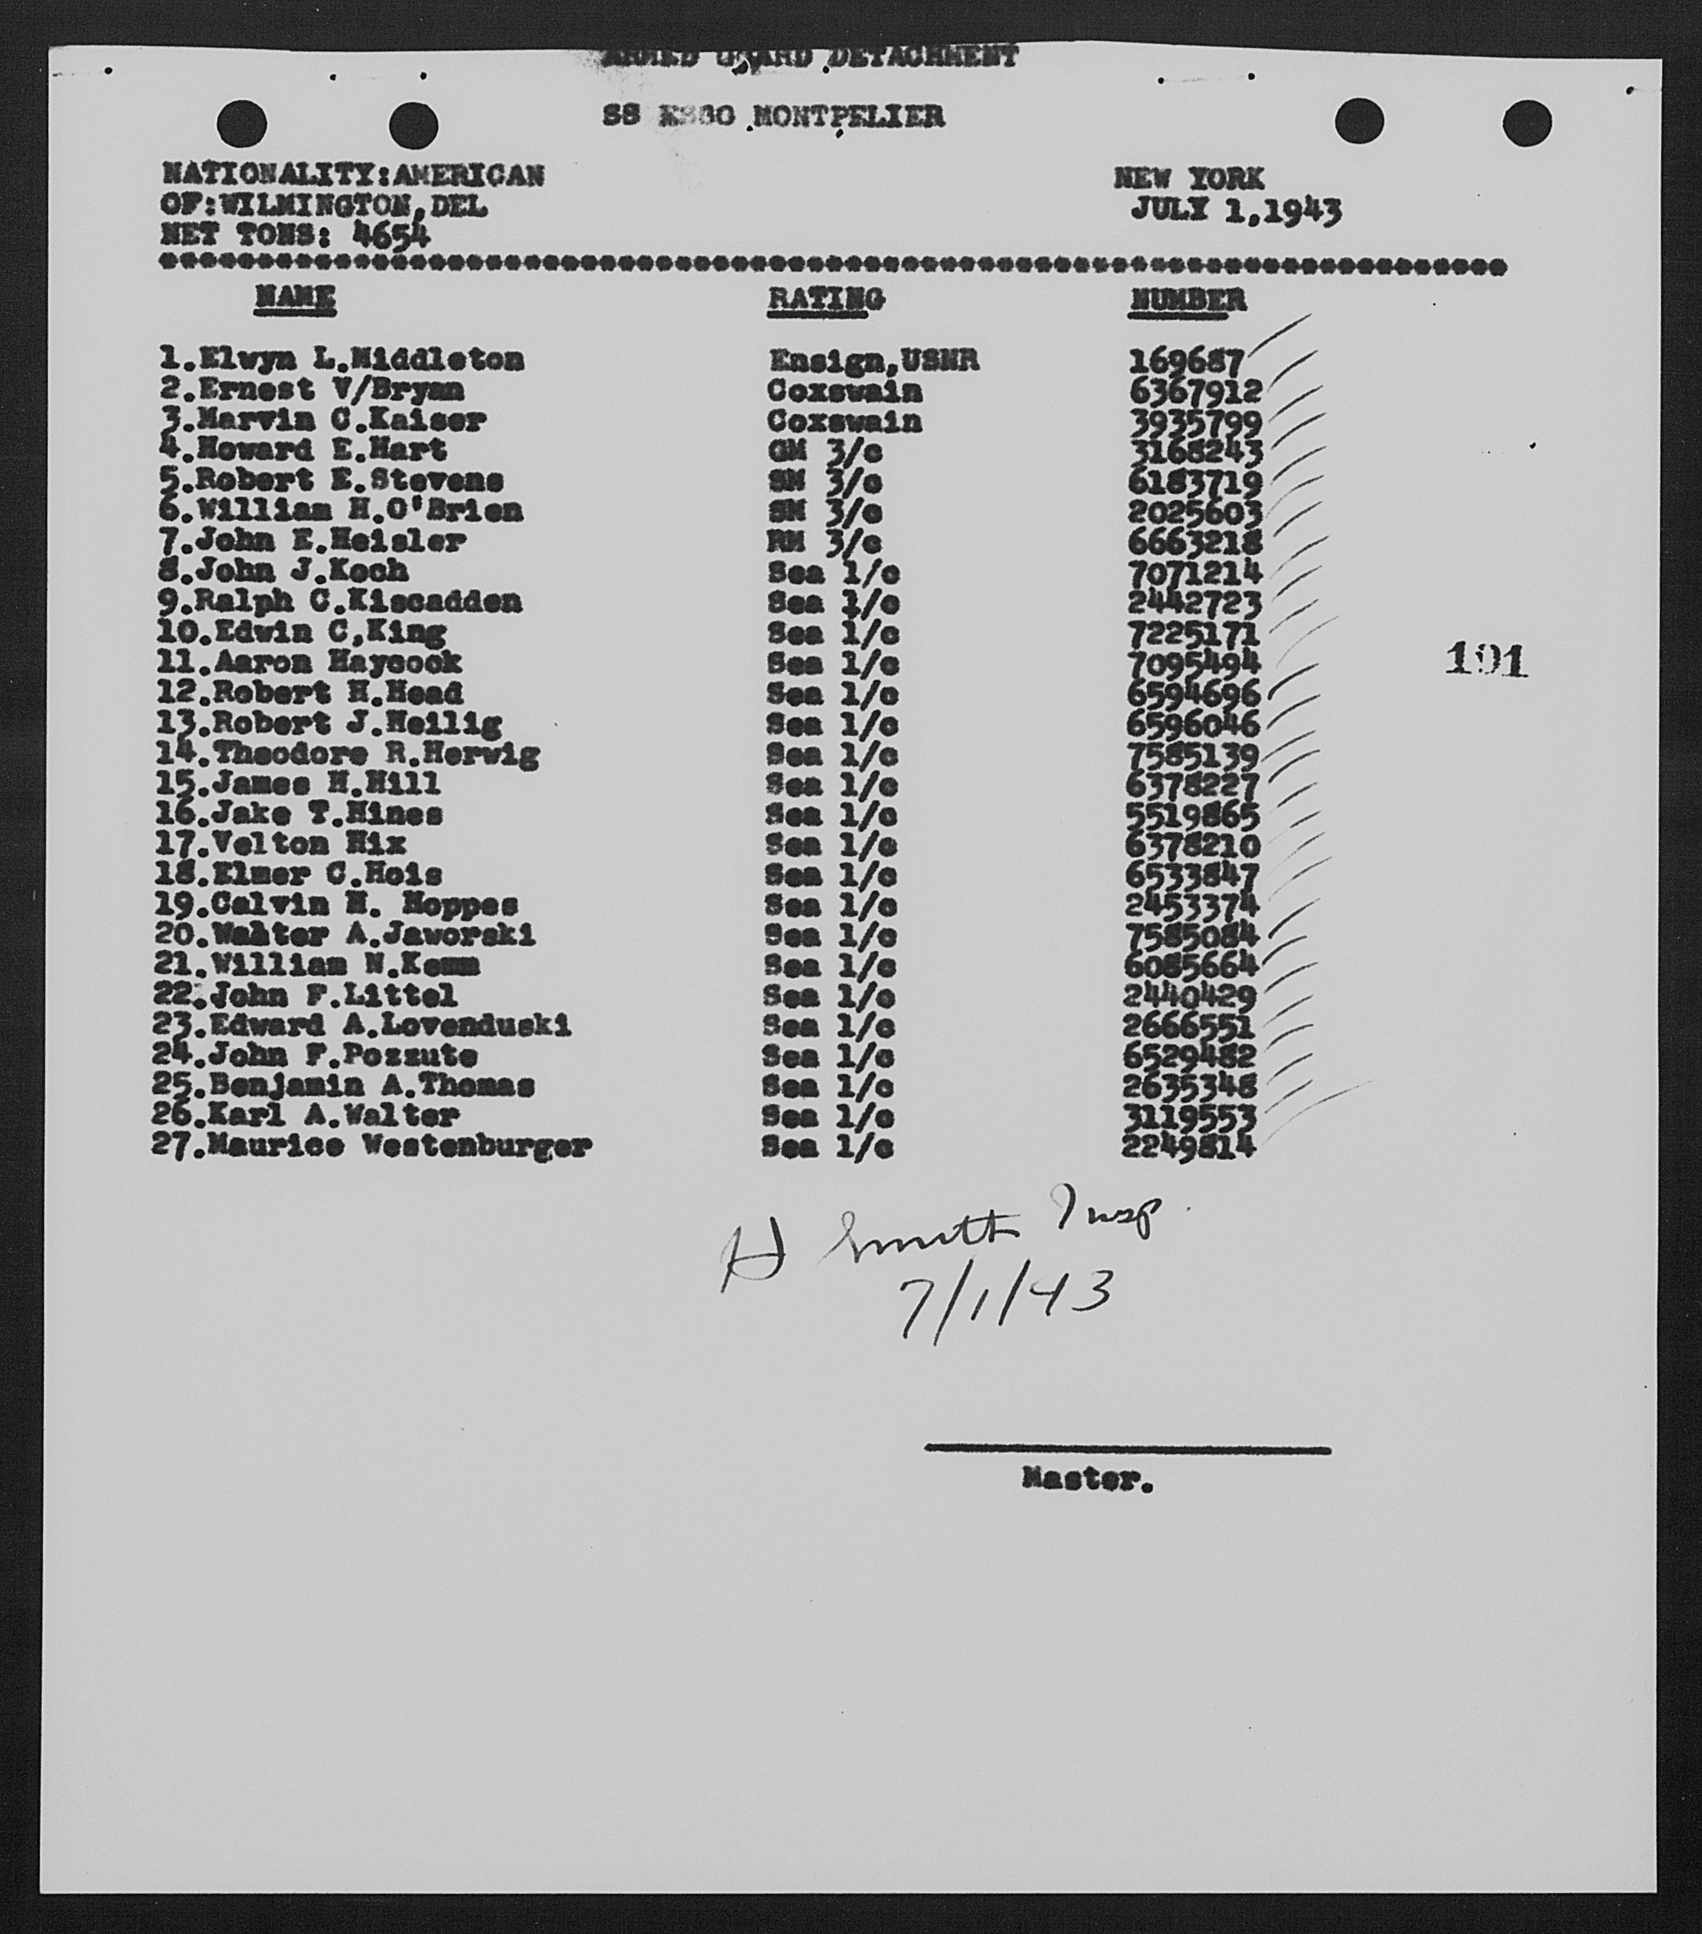 ARMED GUARD DETACHMENT
SS ESSO MONTPELIER
NATIONALITY:AMERICAN
NEW YORK
OF:WILMINGTON,DEL
JULY 1,1943
NET TONS: 4654
NAME RATING NUMBER
1.Elwyn L.Middleton Ensign,USNR 169687
2.Ernest V/Bryan Coxswain 6367912
3.Marvin C.Kaiser Coxswain 3935799
4.Howard E.Hart GM 3/c 3168243
5.Robert E.Stevens SM 3/c 6183719
6.William H.O'Brien SM 3/c 2025603
7.John E.Heisler RM 3/c 6663218
8.John J.Koch Sea 1/c 7071214
9.Ralph C.Kiscadden Sea 1/c 2442723
10.Edwin C,King Sea 1/c 7225171
11.Aaron Haycock Sea 1/c 7095494
191
12.Robert H.Head Sea 1/c 6594696
13.Robert J.Heilig Sea 1/c 6596046
14.Theodore R.Herwig Sea 1/c 7585139
15.James H.Hill Sea 1/c 6378227
16.Jake T.Hines Sea 1/c 5519865
17.Velton Hix Sea 1/c 6378210
18.Elmer C.Hois Sea 1/c 6533847
19.Calvin H. Hoppes Sea 1/c 2453374
20.Walter A.Jaworski Sea 1/c 7585084
21.William N.Kemm Sea 1/c 6085664
22.John F.Littel Sea 1/c 2440429
23.Edward A.Lovenduski Sea 1/c 2666551
24.John F.Pozzuto Sea 1/c 6529482
25.Benjamin A.Thomas Sea 1/c 2635348
26.Karl A.Walter Sea 1/c 3119553
27.Maurice Westenburger Sea 1/c 2249814
H Smith Insp.
7/1/43
Master.